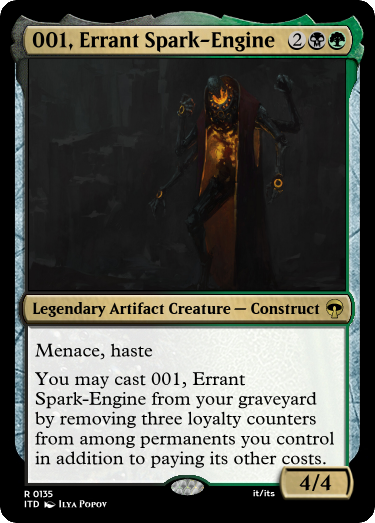 001, Errant Spark-Engine 2
Legendary Artifact Creature — Construct
Menace, haste
You may cast 001, Errant
Spark-Engine from your graveyard
by removing three loyalty counters
from among permanents you control
in addition to paying its other costs.
4/4
R 0135
it/its
ITD Ilya Popov